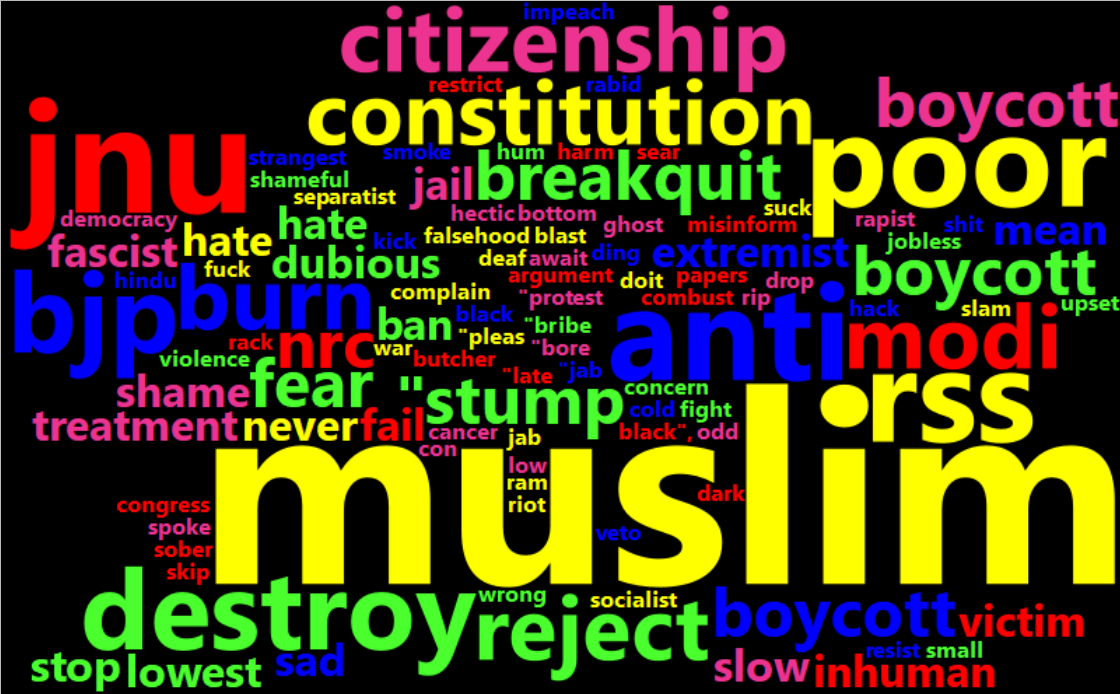 impeach
citizenship
restrict rabid
constitution
boycott
jnu
poor
strangest smoke hum harm sear
shameful jail breakquit
separatist
suck
democracy hate hectic bottom ghost misinform rapist shit mean
fascist hate kick falsehood blast jobless
fuck dubious deaf await ding extremist boycott
hindu argument doit papers drop
bjp burn complain "protest combust rip anti hack slam upset
ban black "bribe modi
rack nrc war "pleas "bore
violence butcher "late "jab rss
shame fear "stump concern
treatment never fail cold fight
cancer jab black", odd
con
muslim
low
ram
dark
congress riot
spoke
veto
sober
skip
destroy wrong socialist boycott victim
reject
resist small
stop lowest sad slow inhuman